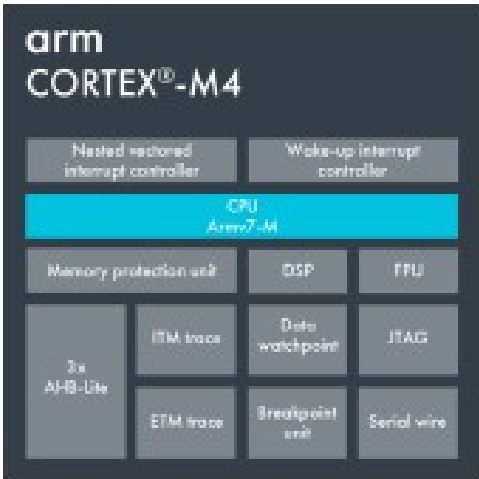 arm
CORTEX®-M4
Nested vectored
interrupt controller
Wake-up interrupt
controller
CPU
Armv7-M
Memory protection unit
DSP
FPU
3x
AHB-Lite
ITM trace
Data
watchpoint
JTAG
ETM trace
Breakpoint
unit
Serial wire